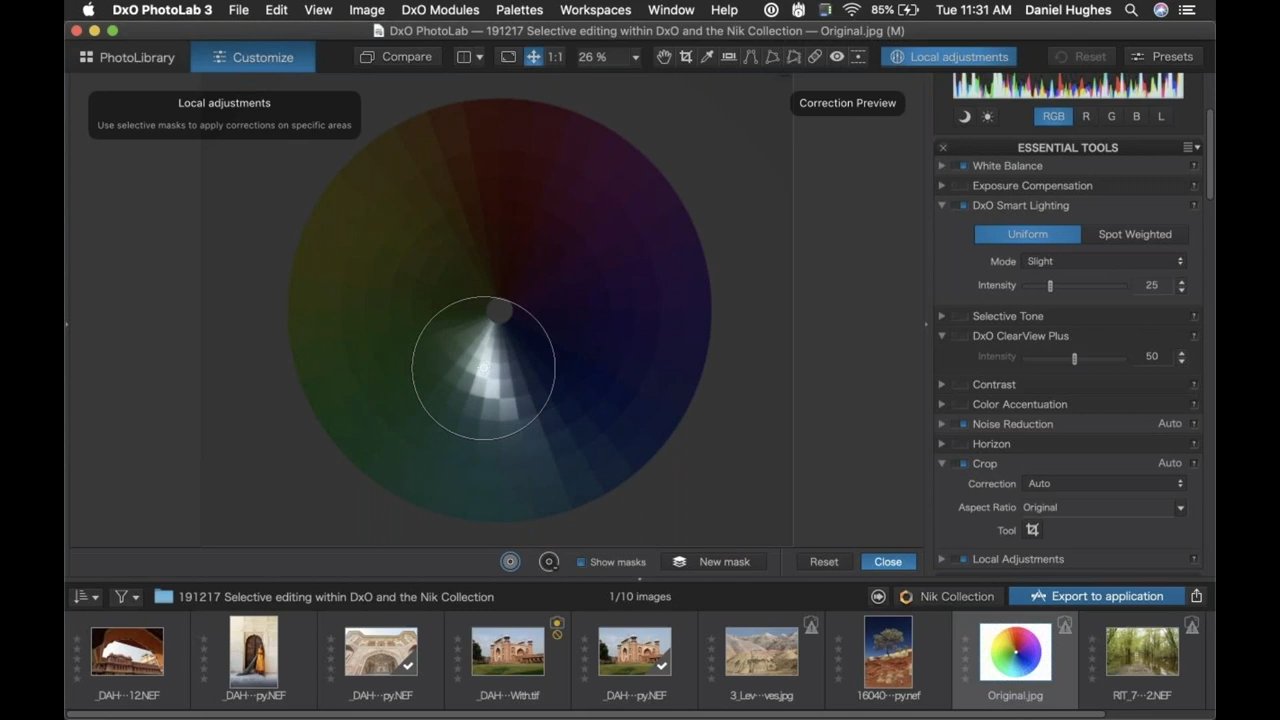 DxO PhotoLab 3 File Edit View Image DxO Modules Palettes Workspaces Window Help 85% Tue 11:31 AM Daniel Hughes
DxO PhotoLab — 191217 Selective editing within DxO and the Nik Collection — Original.jpg (M)
PhotoLibrary Customize Compare 1:1 26 % Local adjustments Reset Presets
Local adjustments
Use selective masks to apply corrections on specific areas
Correction Preview
RGB R G B L
ESSENTIAL TOOLS
White Balance ?
Exposure Compensation ?
DxO Smart Lighting ?
Uniform Spot Weighted
Mode Slight
Intensity 25
Selective Tone ?
DxO ClearView Plus ?
Intensity 50
Contrast ?
Color Accentuation ?
Noise Reduction Auto ?
Horizon ?
Crop Auto ?
Correction Auto
Aspect Ratio Original
Tool
Local Adjustments ?
Show masks New mask Reset Close
191217 Selective editing within DxO and the Nik Collection 1/10 images Nik Collection Export to application
_DAH···12.NEF _DAH···py.NEF _DAH···py.NEF _DAH···With.tif _DAH···py.NEF 3_Lev···ves.jpg 16040···py.nef Original.jpg RIT_7···2.NEF